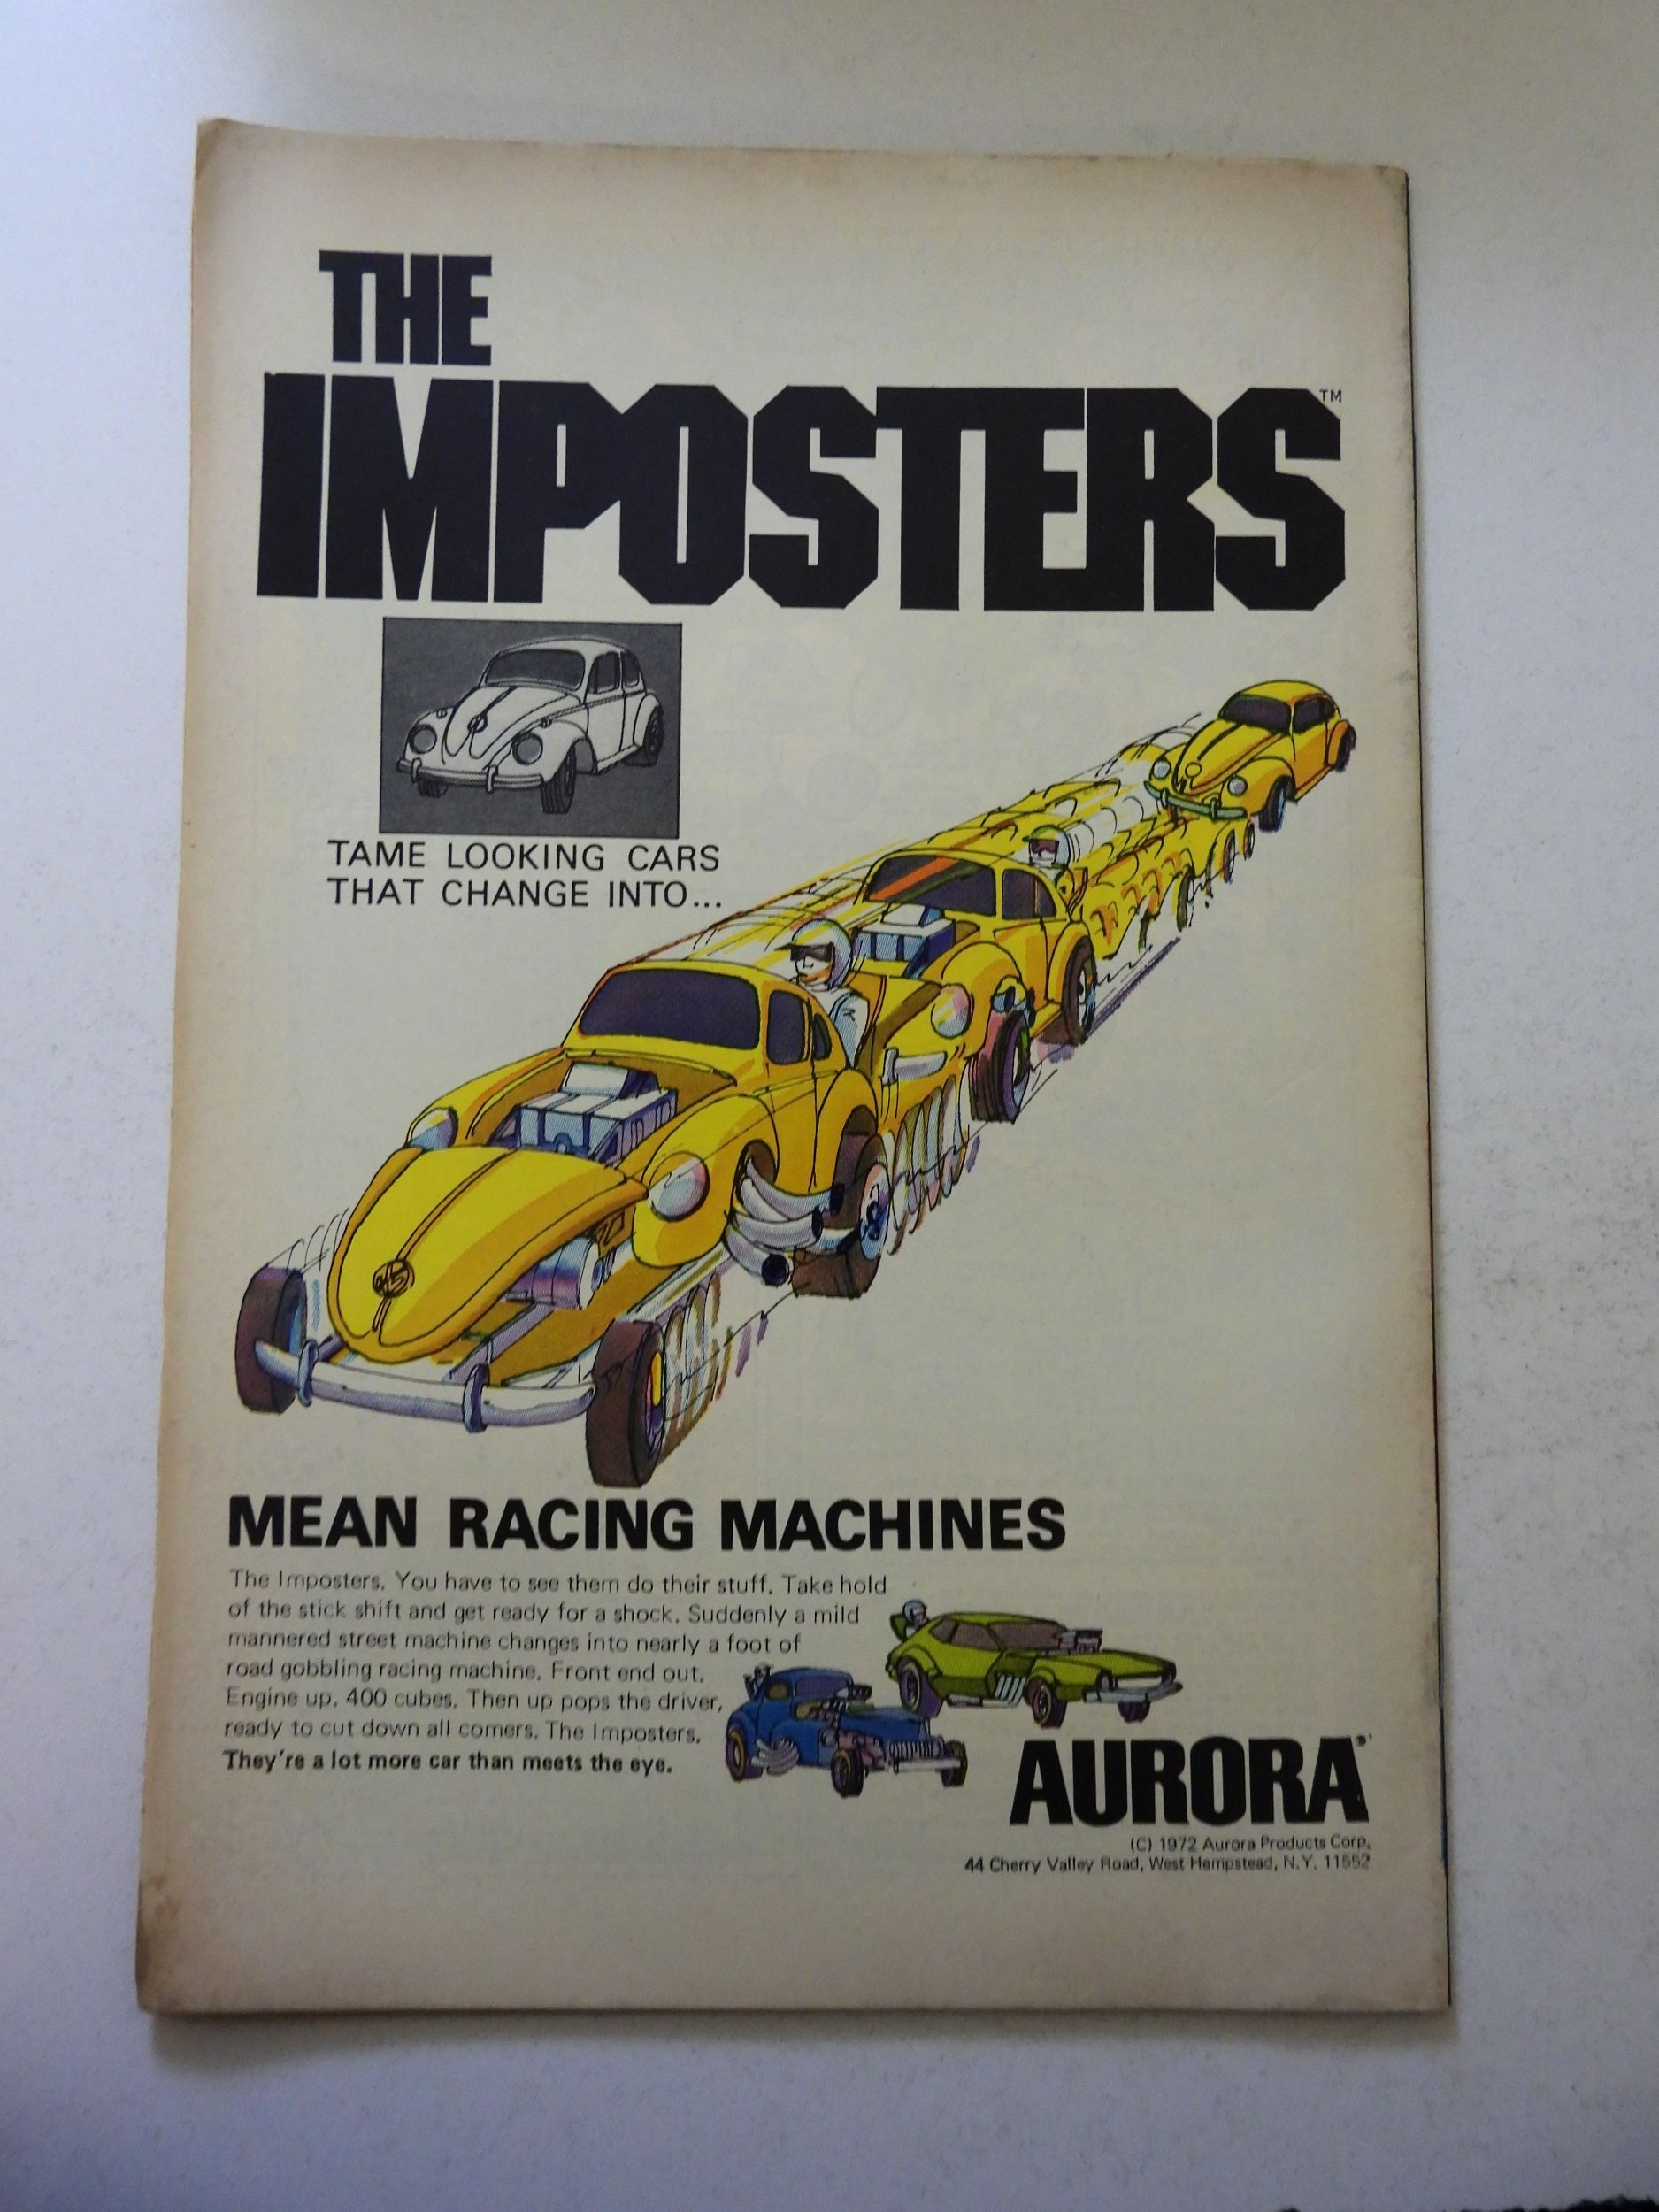 THE
IMPOSTERS™
TAME LOOKING CARS
THAT CHANGE INTO...
MEAN RACING MACHINES
The Imposters. You have to see them do their stuff. Take hold
of the stick shift and get ready for a shock. Suddenly a mild
mannered street machine changes into nearly a foot of
road gobbling racing machine. Front end out.
Engine up. 400 cubes. Then up pops the driver,
ready to cut down all comers. The Imposters.
They're a lot more car than meets the eye.
AURORA®
(C) 1972 Aurora Products Corp.
44 Cherry Valley Road, West Hempstead, N.Y. 11552